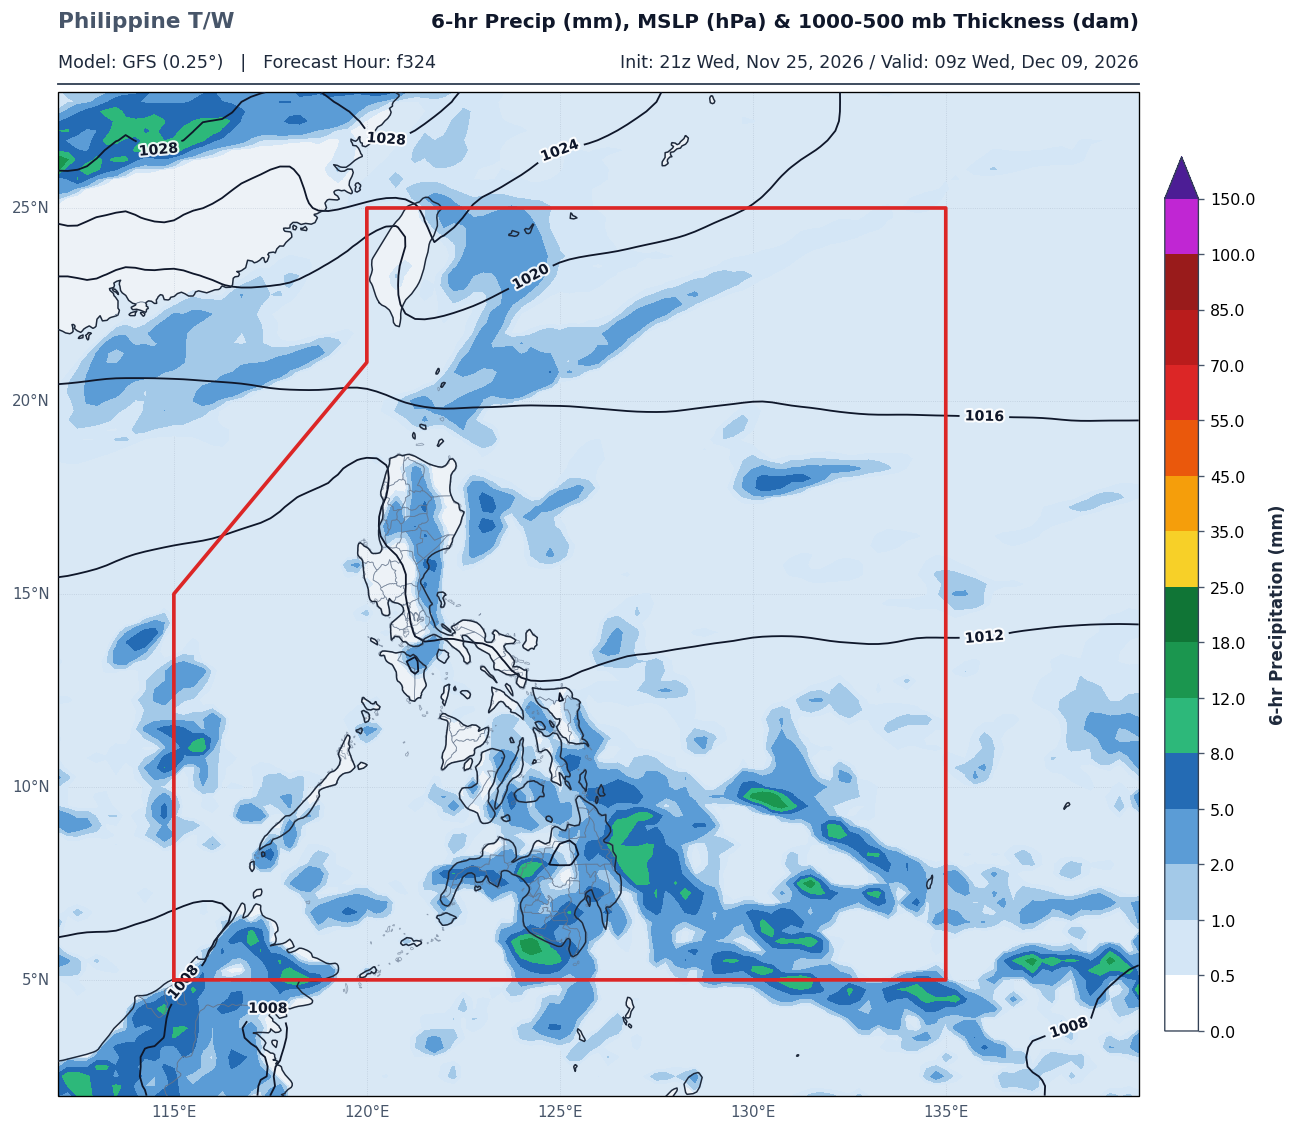 Philippine T/W
6-hr Precip (mm), MSLP (hPa) & 1000-500 mb Thickness (dam)
Model: GFS (0.25°) | Forecast Hour: f324
Init: 21z Wed, Nov 25, 2026 / Valid: 09z Wed, Dec 09, 2026
1028
1028
1024
1020
1016
1012
1008
1008
1008
25°N
20°N
15°N
10°N
5°N
115°E
120°E
125°E
130°E
135°E
150.0
100.0
85.0
70.0
55.0
45.0
35.0
25.0
18.0
12.0
8.0
5.0
2.0
1.0
0.5
0.0
6-hr Precipitation (mm)